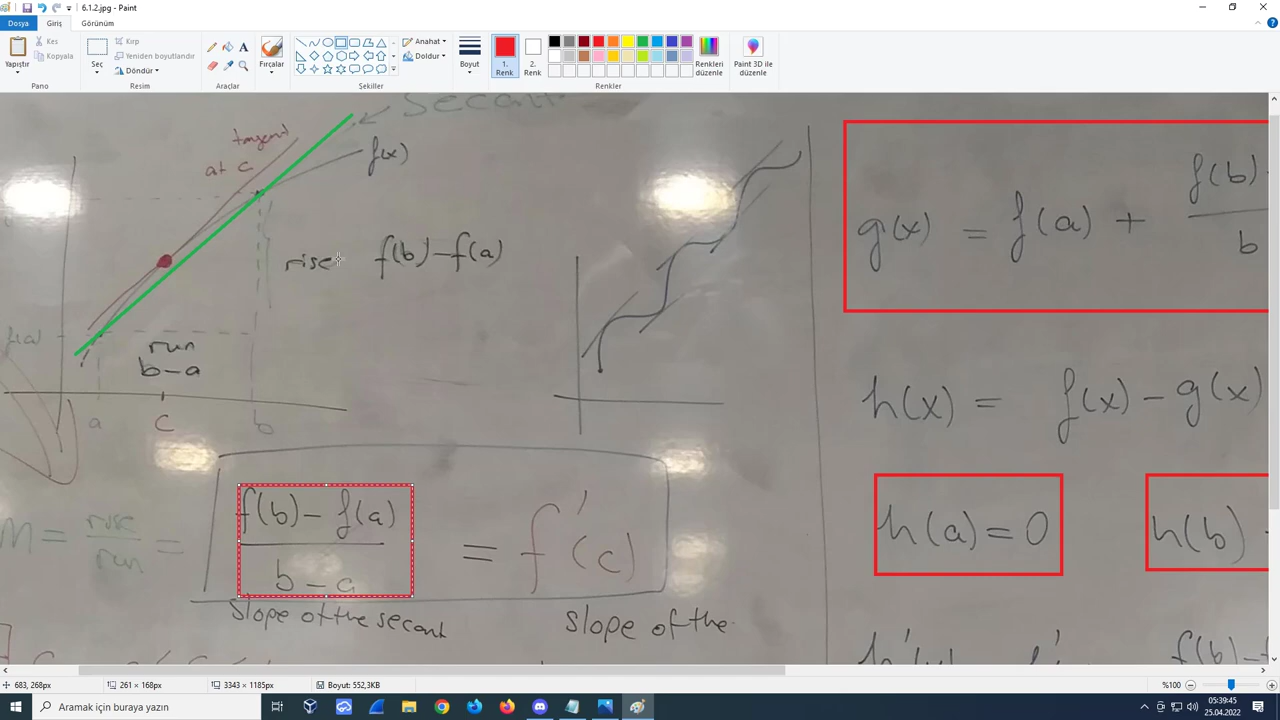 6.1.2.jpg - Paint
Dosya
Giriş
Görünüm
Yapıştır
Kes
Kopyala
Pano
Seç
Kırp
Yeniden boyutlandır
Döndür
Resim
A
Araçlar
Fırçalar
Anahat
Doldur
Şekiller
Boyut
1.
Renk
2.
Renk
Renkleri
düzenle
Paint 3D ile
düzenle
Renkler
secant
tangent
at c
f(x)
rise
f(b)-f(a)
f(a)
run
b-a
a
c
b
M = rise/run = f(b)-f(a)/b-a = f'(c)
slope of the secant
slope of the
g(x) = f(a) + f(b)
b
h(x) = f(x) - g(x)
h(a) = 0
h(b)
683, 268px
261 × 168px
3343 × 1185px
Boyut: 552,3KB
%100
Aramak için buraya yazın
05:39:45
25.04.2022